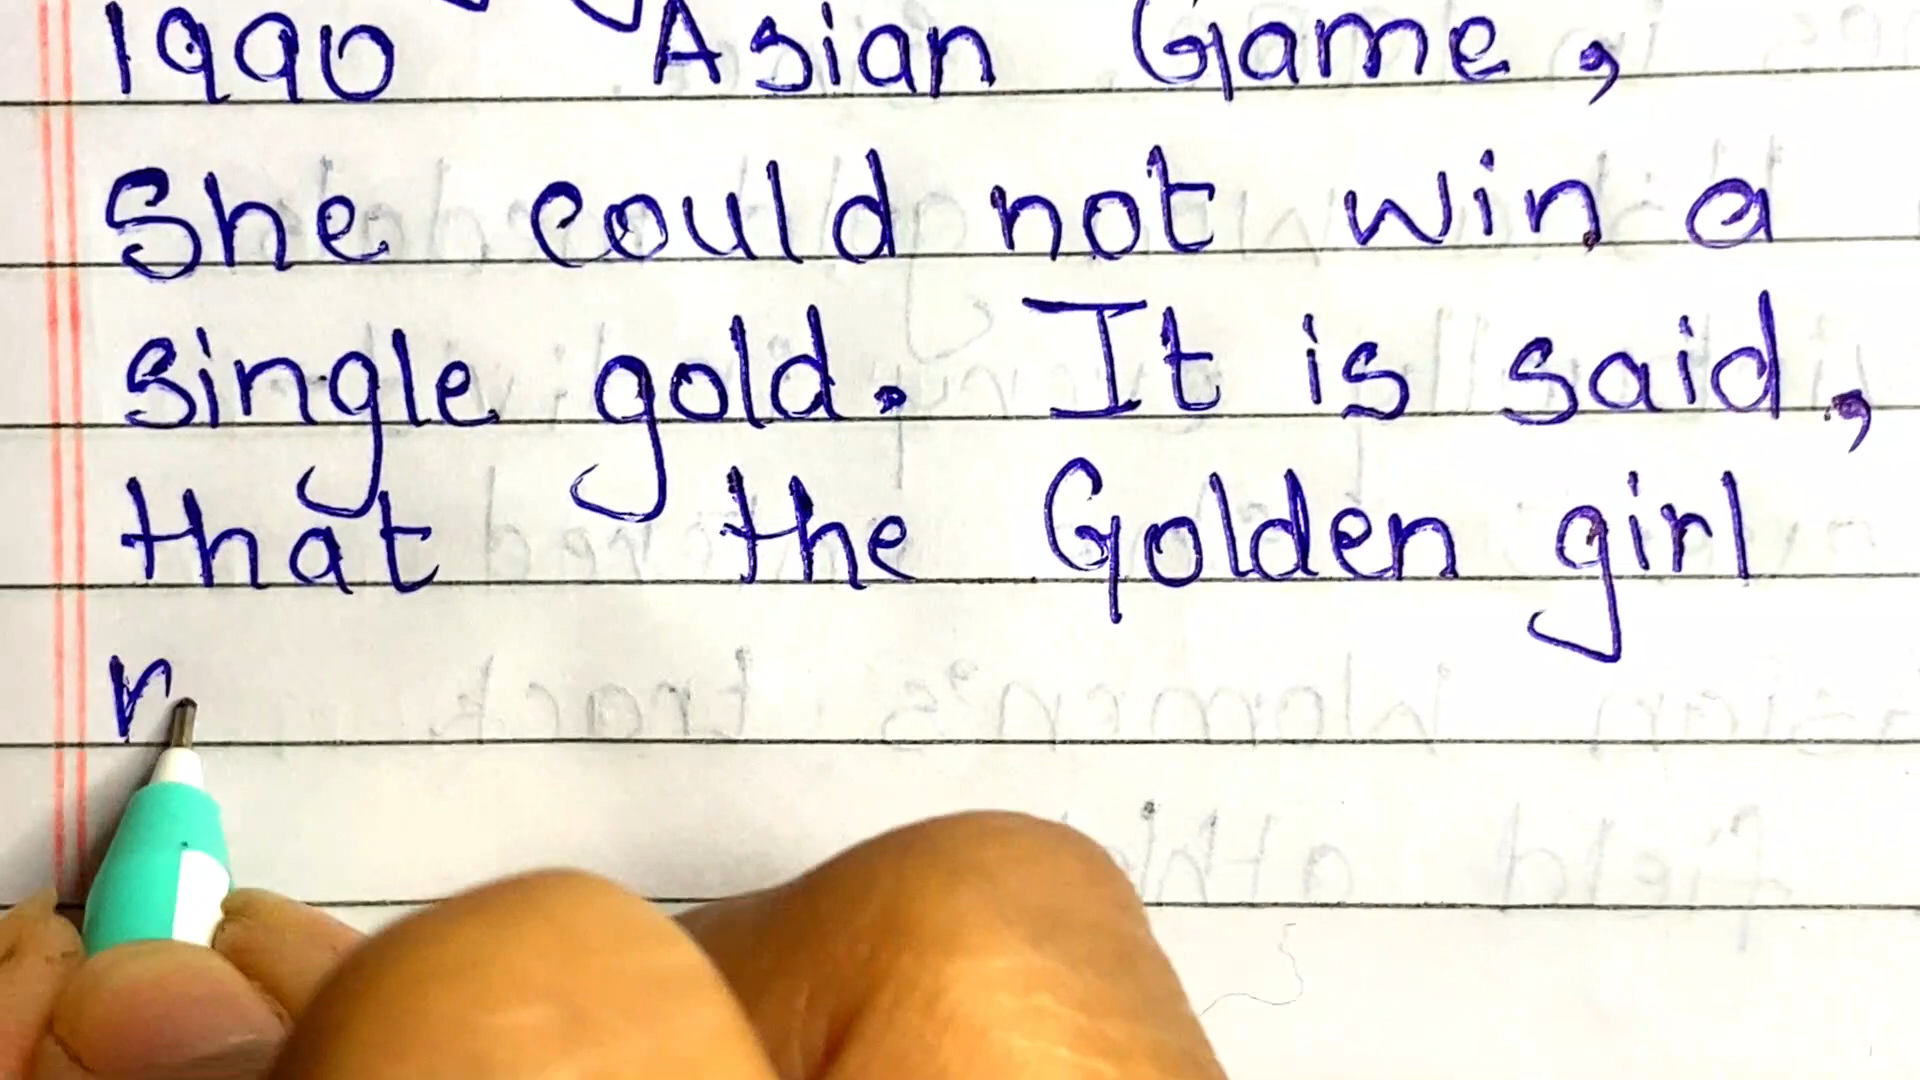 1990 Asian Game,
She could not win a
single gold. It is said,
that the Golden girl
r